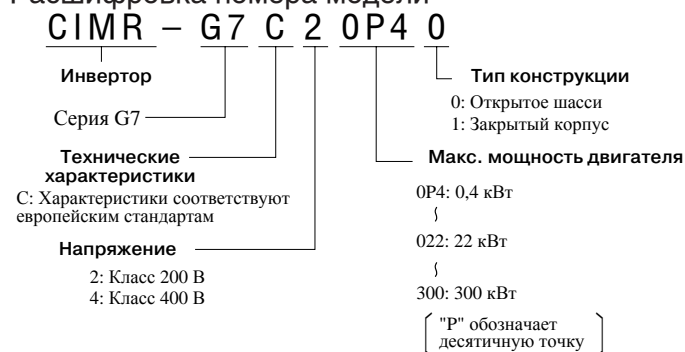 Расшифровка номера модели
CIMR – G7 C 2 0P4 0
Инвертор
Серия G7
Технические
характеристики
C: Характеристики соответствуют
европейским стандартам
Напряжение
2: Класс 200 В
4: Класс 400 В
Тип конструкции
0: Открытое шасси
1: Закрытый корпус
Макс. мощность двигателя
0P4: 0,4 кВт
022: 22 кВт
300: 300 кВт
"P" обозначает
десятичную точку